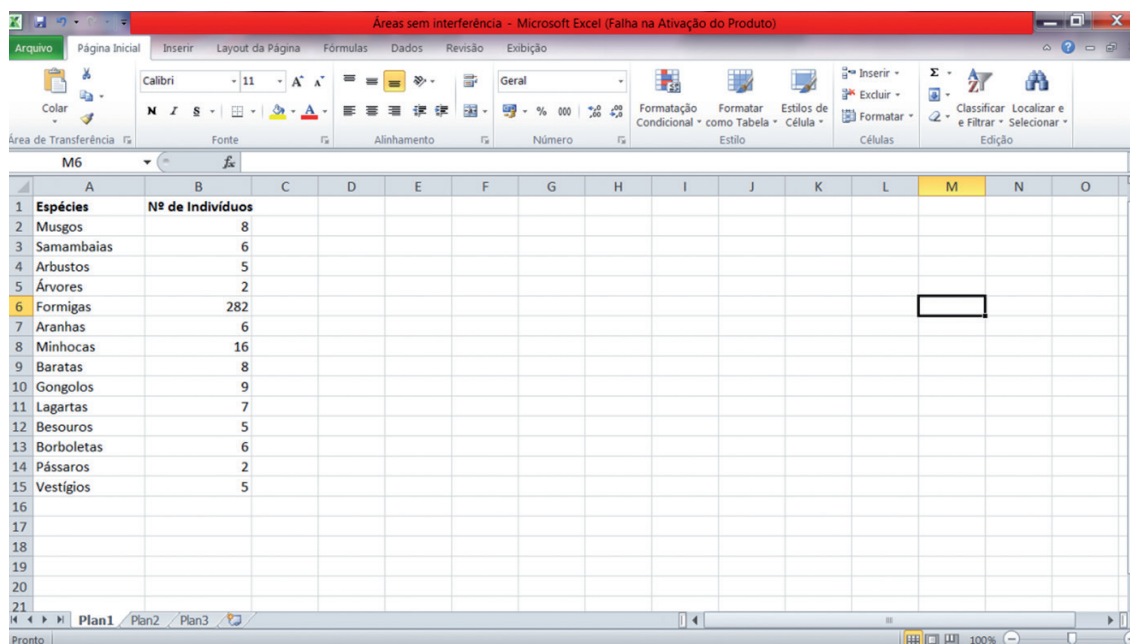 Áreas sem interferência - Microsoft Excel (Falha na Ativação do Produto)
Arquivo Página Inicial Inserir Layout da Página Fórmulas Dados Revisão Exibição
Colar
Calibri 11 A A
Geral
N I S A
% 000 ,00 ,0
Formatação Condicional
Formatar como Tabela
Estilos de Célula
Inserir
Excluir
Formatar
Σ
Classificar e Filtrar
Localizar e Selecionar
Área de Transferência Fonte Alinhamento Número Estilo Células Edição
M6 fx
A B C D E F G H I J K L M N O
1 Espécies Nº de Indivíduos
2 Musgos 8
3 Samambaias 6
4 Arbustos 5
5 Árvores 2
6 Formigas 282
7 Aranhas 6
8 Minhocas 16
9 Baratas 8
10 Gongolos 9
11 Lagartas 7
12 Besouros 5
13 Borboletas 6
14 Pássaros 2
15 Vestígios 5
16
17
18
19
20
21
Plan1 Plan2 Plan3
Pronto 100%